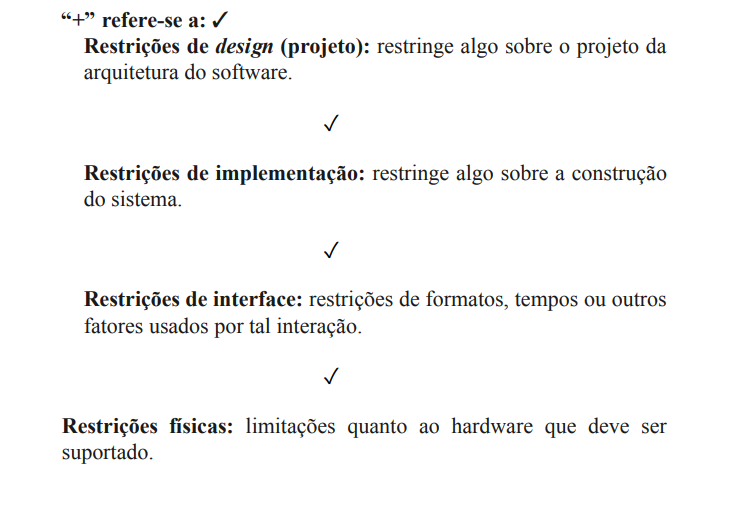 “+” refere-se a: ✓
Restrições de design (projeto): restringe algo sobre o projeto da
arquitetura do software.
✓
Restrições de implementação: restringe algo sobre a construção
do sistema.
✓
Restrições de interface: restrições de formatos, tempos ou outros
fatores usados por tal interação.
✓
Restrições físicas: limitações quanto ao hardware que deve ser
suportado.